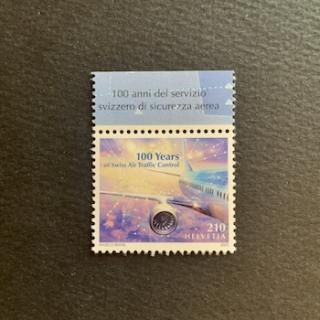 100 anni del servizio
svizzero di sicurezza aerea
100 Years
of Swiss Air Traffic Control
210
HELVETIA